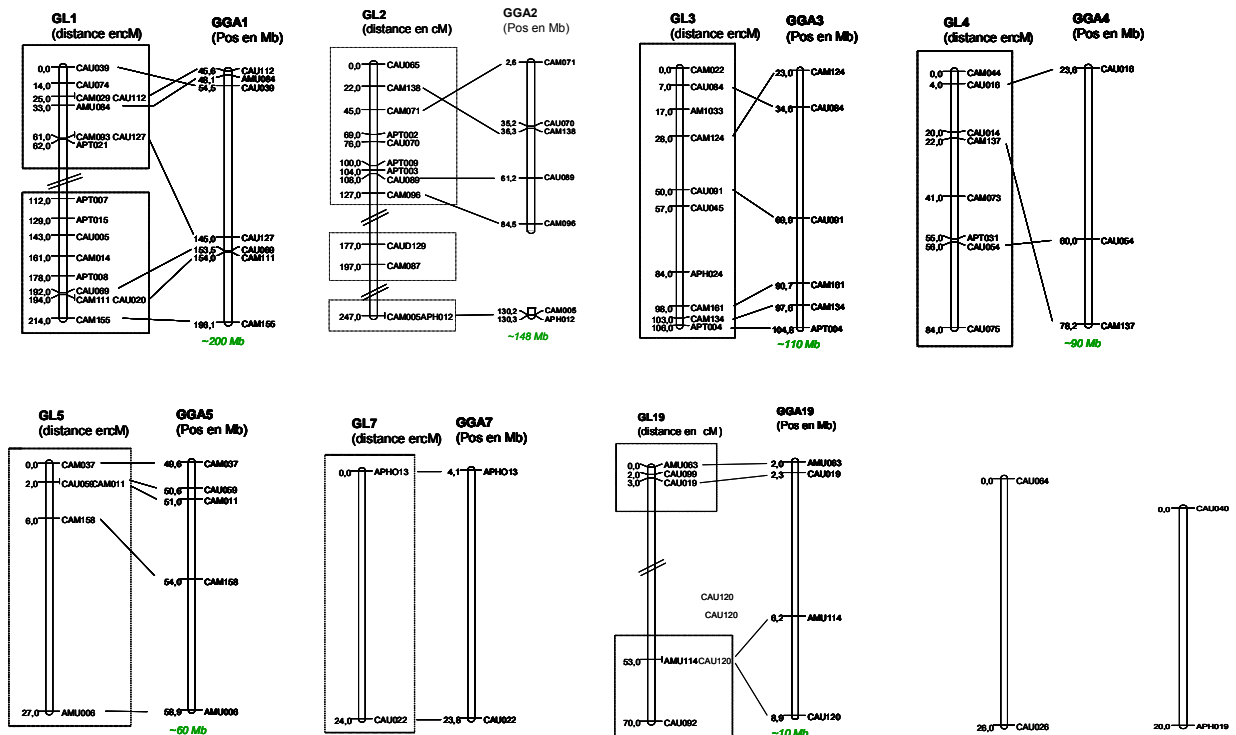 GL1
(distance encM)
0,0 CAU039
14,0 CAU074
25,0 CAM029 CAU112
33,0 AMU084
61,0 CAM093 CAU127
62,0 APT021
112,0 APT007
129,0 APT015
143,0 CAU005
161,0 CAM014
178,0 APT008
192,0 CAU069
194,0 CAM111 CAU020
214,0 CAM155
GGA1
(Pos en Mb)
45,6 CAU112
48,1 AMU084
54,5 CAU039
145,0 CAU127
153,5 CAU069
154,0 CAM111
196,1 CAM155
~200 Mb
GL2
(distance en cM)
0,0 CAU065
22,0 CAM138
45,0 CAM071
69,0 APT002
76,0 CAU070
100,0 APT009
104,0 APT003
108,0 CAU089
127,0 CAM096
177,0 CAUD129
197,0 CAM087
247,0 CAM005APH012
GGA2
(Pos en Mb)
2,6 CAM071
35,2 CAU070
36,3 CAM138
61,2 CAU089
84,5 CAM096
130,2 CAM005
130,3 APH012
~148 Mb
GL3
(distance encM)
0,0 CAM022
7,0 CAU084
17,0 AM1033
28,0 CAM124
50,0 CAU091
57,0 CAU045
84,0 APH024
98,0 CAM161
103,0 CAM134
106,0 APT004
GGA3
(Pos en Mb)
23,0 CAM124
34,6 CAU084
69,9 CAU091
90,7 CAM161
97,6 CAM134
104,8 APT004
~110 Mb
GL4
(distance encM)
0,0 CAM044
4,0 CAU016
20,0 CAU014
22,0 CAM137
41,0 CAM073
55,0 APT031
56,0 CAU054
84,0 CAU075
GGA4
(Pos en Mb)
23,6 CAU016
60,0 CAU054
78,2 CAM137
~90 Mb
GL5
(distance encM)
0,0 CAM037
2,0 CAU059CAM011
6,0 CAM158
27,0 AMU006
GGA5
(Pos en Mb)
49,6 CAM037
50,6 CAU059
51,0 CAM011
54,0 CAM158
58,9 AMU006
~60 Mb
GL7
(distance encM)
0,0 APHO13
24,0 CAU022
GGA7
(Pos en Mb)
4,1 APHO13
23,6 CAU022
GL19
(distance en cM)
0,0 AMU063
2,0 CAU099
3,0 CAU019
CAU120
CAU120
53,0 AMU114CAU120
70,0 CAU092
GGA19
(Pos en Mb)
2,0 AMU063
2,3 CAU019
6,2 AMU114
8,9 CAU120
~10 Mb
0,0 CAU064
26,0 CAU026
0,0 CAU040
20,0 APH019